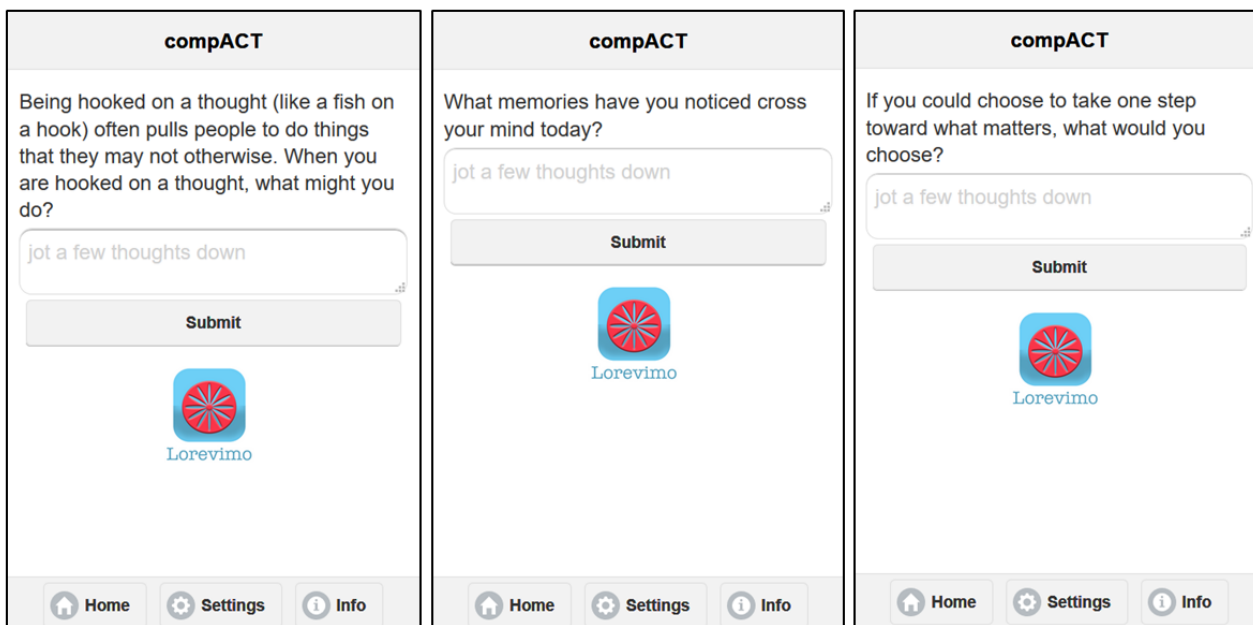 compACT
Being hooked on a thought (like a fish on
a hook) often pulls people to do things
that they may not otherwise. When you
are hooked on a thought, what might you
do?
jot a few thoughts down
Submit
Lorevimo
Home
Settings
Info
compACT
What memories have you noticed cross
your mind today?
jot a few thoughts down
Submit
Lorevimo
Home
Settings
Info
compACT
If you could choose to take one step
toward what matters, what would you
choose?
jot a few thoughts down
Submit
Lorevimo
Home
Settings
Info